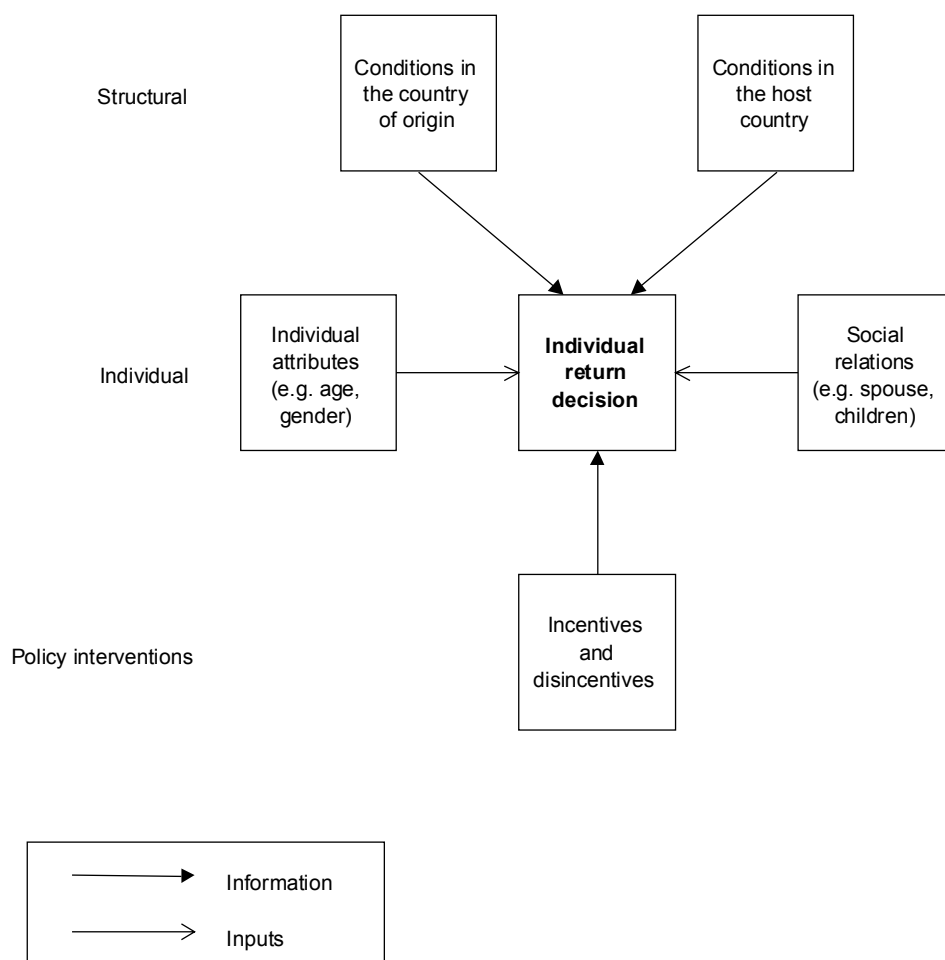 Structural
Conditions in
the country
of origin
Conditions in
the host
country
Individual
Individual
attributes
(e.g. age,
gender)
Individual
return
decision
Social
relations
(e.g. spouse,
children)
Policy interventions
Incentives
and
disincentives
Information
Inputs